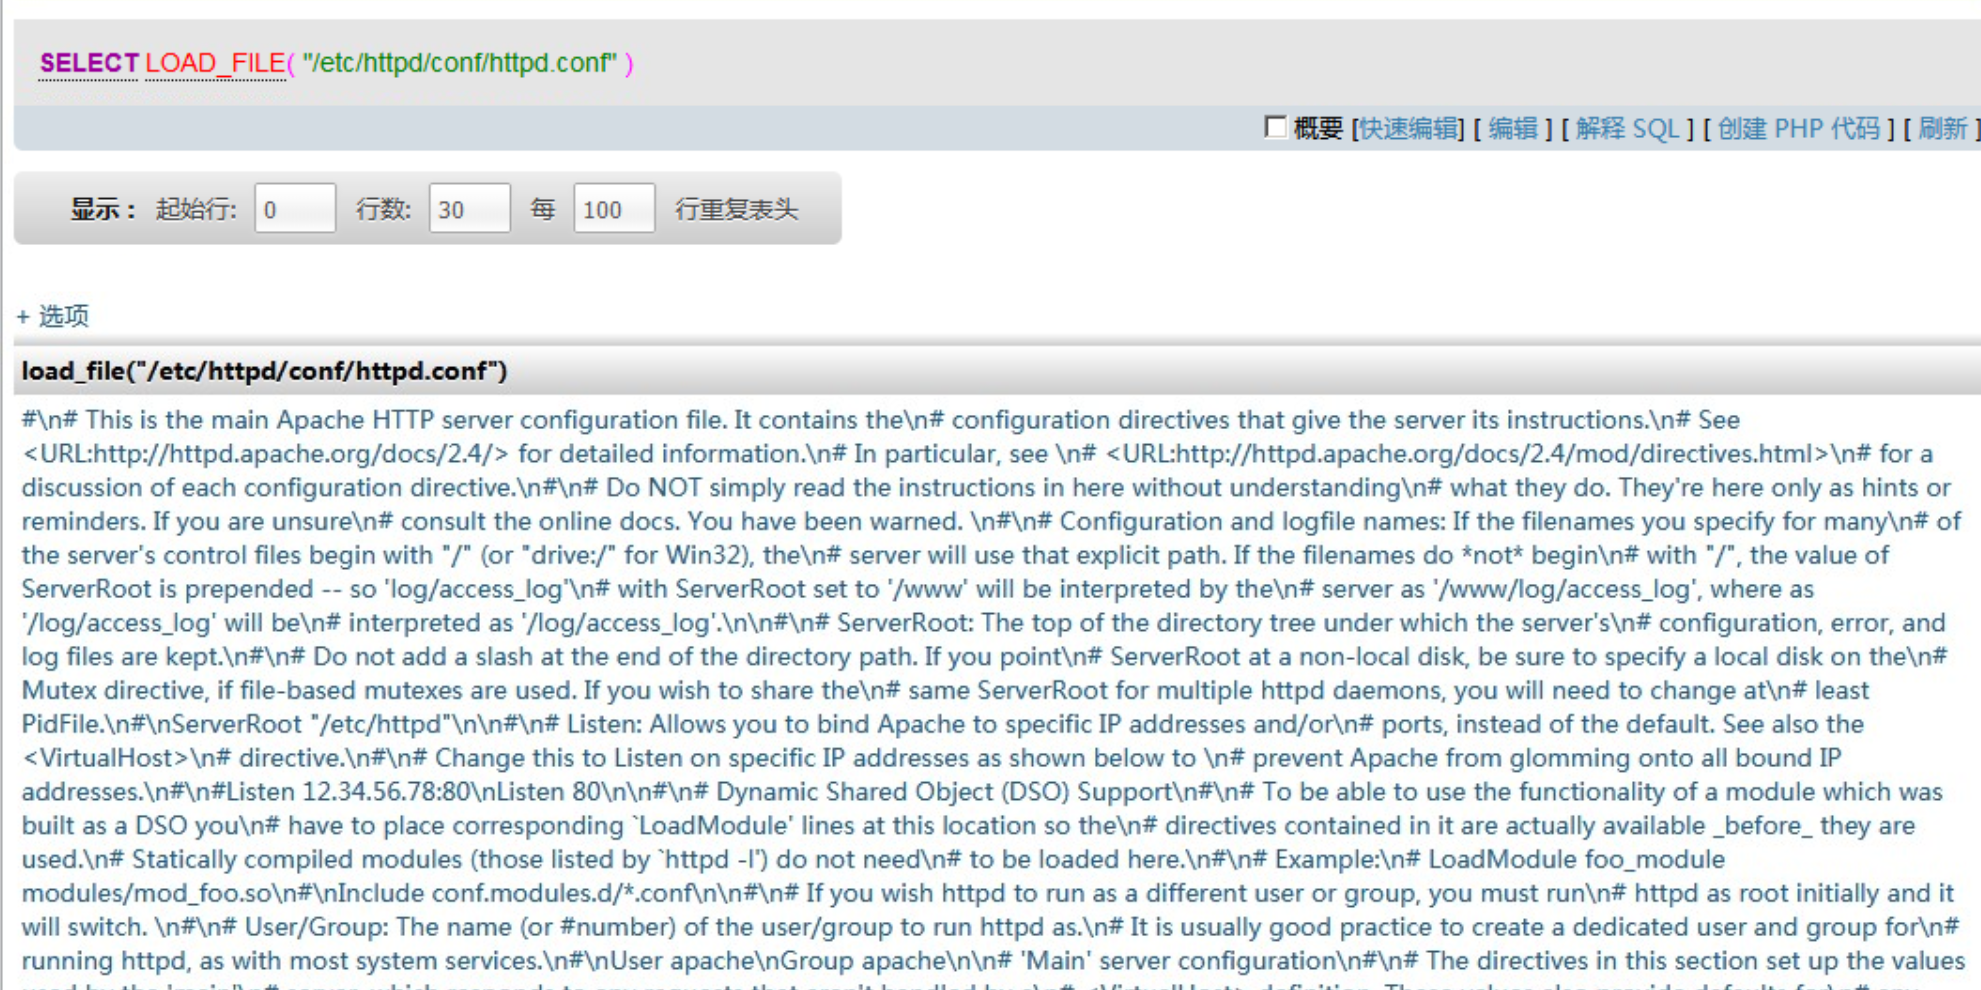 SELECT LOAD_FILE( "/etc/httpd/conf/httpd.conf" )
概要 [快速编辑] [ 编辑 ] [ 解释 SQL ] [ 创建 PHP 代码 ] [ 刷新 ]
显示： 起始行: 0 行数: 30 每 100 行重复表头
+ 选项
load_file("/etc/httpd/conf/httpd.conf")
#\n# This is the main Apache HTTP server configuration file. It contains the\n# configuration directives that give the server its instructions.\n# See
<URL:http://httpd.apache.org/docs/2.4/> for detailed information.\n# In particular, see \n# <URL:http://httpd.apache.org/docs/2.4/mod/directives.html>\n# for a
discussion of each configuration directive.\n#\n# Do NOT simply read the instructions in here without understanding\n# what they do. They're here only as hints or
reminders. If you are unsure\n# consult the online docs. You have been warned. \n#\n# Configuration and logfile names: If the filenames you specify for many\n# of
the server's control files begin with "/" (or "drive:/" for Win32), the\n# server will use that explicit path. If the filenames do *not* begin\n# with "/", the value of
ServerRoot is prepended -- so 'log/access_log'\n# with ServerRoot set to '/www' will be interpreted by the\n# server as '/www/log/access_log', where as
'/log/access_log' will be\n# interpreted as '/log/access_log'.\n\n#\n# ServerRoot: The top of the directory tree under which the server's\n# configuration, error, and
log files are kept.\n#\n# Do not add a slash at the end of the directory path. If you point\n# ServerRoot at a non-local disk, be sure to specify a local disk on the\n#
Mutex directive, if file-based mutexes are used. If you wish to share the\n# same ServerRoot for multiple httpd daemons, you will need to change at\n# least
PidFile.\n#\nServerRoot "/etc/httpd"\n\n#\n# Listen: Allows you to bind Apache to specific IP addresses and/or\n# ports, instead of the default. See also the
<VirtualHost>\n# directive.\n#\n# Change this to Listen on specific IP addresses as shown below to \n# prevent Apache from glomming onto all bound IP
addresses.\n#\n#Listen 12.34.56.78:80\nListen 80\n\n#\n# Dynamic Shared Object (DSO) Support\n#\n# To be able to use the functionality of a module which was
built as a DSO you\n# have to place corresponding `LoadModule' lines at this location so the\n# directives contained in it are actually available _before_ they are
used.\n# Statically compiled modules (those listed by `httpd -l') do not need\n# to be loaded here.\n#\n# Example:\n# LoadModule foo_module
modules/mod_foo.so\n#\nInclude conf.modules.d/*.conf\n\n#\n# If you wish httpd to run as a different user or group, you must run\n# httpd as root initially and it
will switch. \n#\n# User/Group: The name (or #number) of the user/group to run httpd as.\n# It is usually good practice to create a dedicated user and group for\n#
running httpd, as with most system services.\n#\nUser apache\nGroup apache\n\n# 'Main' server configuration\n#\n# The directives in this section set up the values